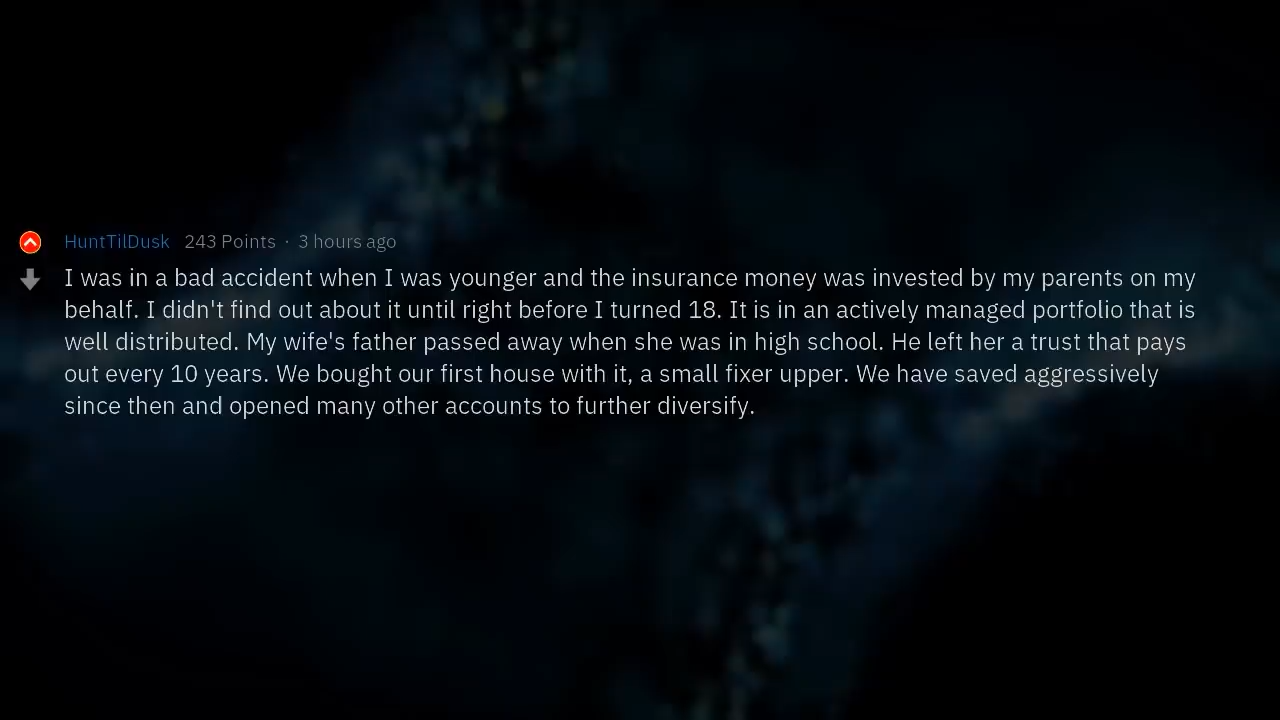 HuntTilDusk 243 Points · 3 hours ago
I was in a bad accident when I was younger and the insurance money was invested by my parents on my
behalf. I didn't find out about it until right before I turned 18. It is in an actively managed portfolio that is
well distributed. My wife's father passed away when she was in high school. He left her a trust that pays
out every 10 years. We bought our first house with it, a small fixer upper. We have saved aggressively
since then and opened many other accounts to further diversify.